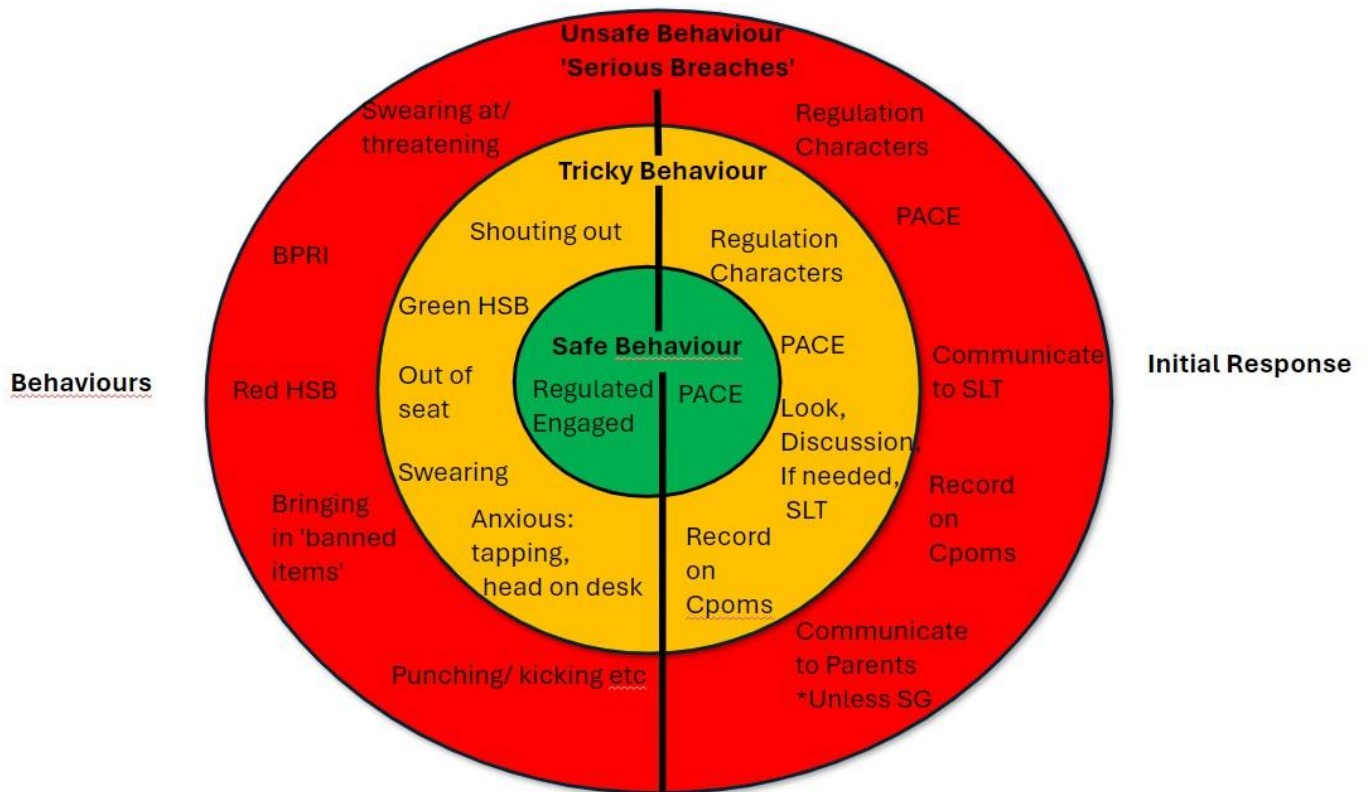 Unsafe Behaviour
'Serious Breaches'
Swearing at/
threatening
BPRI
Red HSB
Bringing
in 'banned
items'
Punching/ kicking etc
Regulation
Characters
PACE
Communicate
to SLT
Record
on
Cpoms
Communicate
to Parents
*Unless SG
Tricky Behaviour
Shouting out
Green HSB
Out of
seat
Swearing
Anxious:
tapping,
head on desk
Regulation
Characters
PACE
Look,
Discussion,
If needed,
SLT
Record
on
Cpoms
Safe Behaviour
Regulated
Engaged
PACE
Behaviours
Initial Response